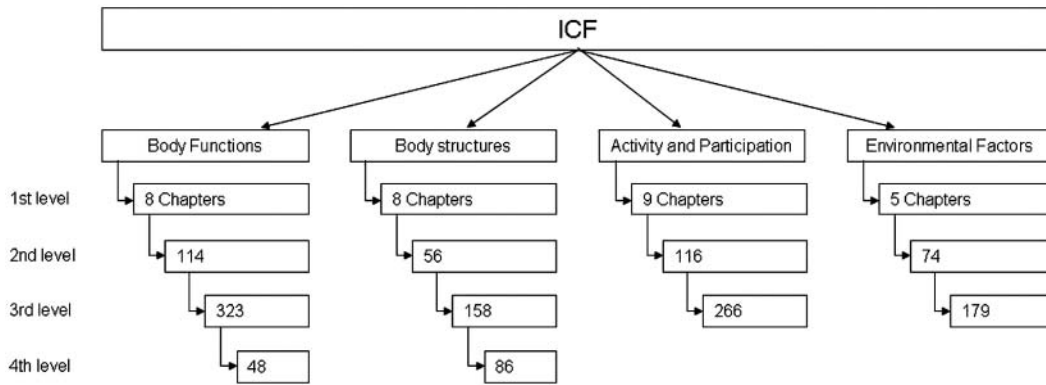 ICF
Body Functions Body structures Activity and Participation Environmental Factors
1st level 8 Chapters 8 Chapters 9 Chapters 5 Chapters
2nd level 114 56 116 74
3rd level 323 158 266 179
4th level 48 86